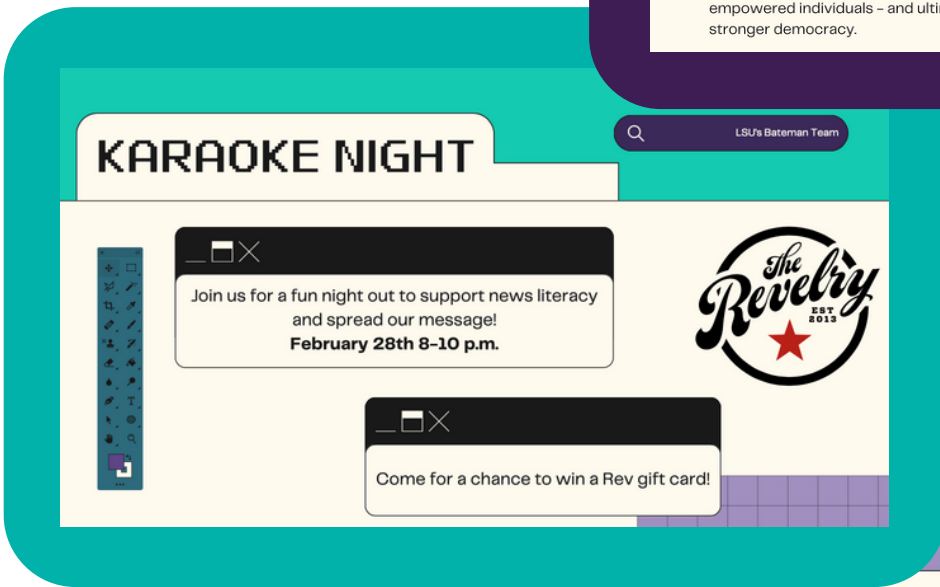 empowered individuals – and
stronger democracy.
KARAOKE NIGHT
LSU's Bateman Team
Join us for a fun night out to support news literacy
and spread our message!
February 28th 8-10 p.m.
The
Revelry
EST
2013
Come for a chance to win a Rev gift card!
T